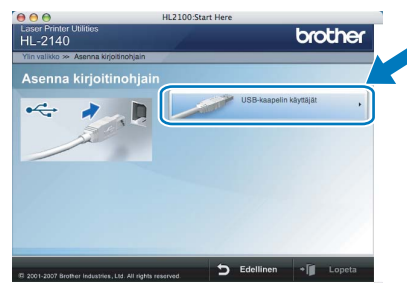 HL2100:Start Here
Laser Printer Utilities
HL-2140
brother
Ylin valikko >> Asenna kirjoitinohjain
Asenna kirjoitinohjain
USB-kaapelin käyttäjät
© 2001-2007 Brother Industries, Ltd. All rights reserved
Edellinen
Lopeta